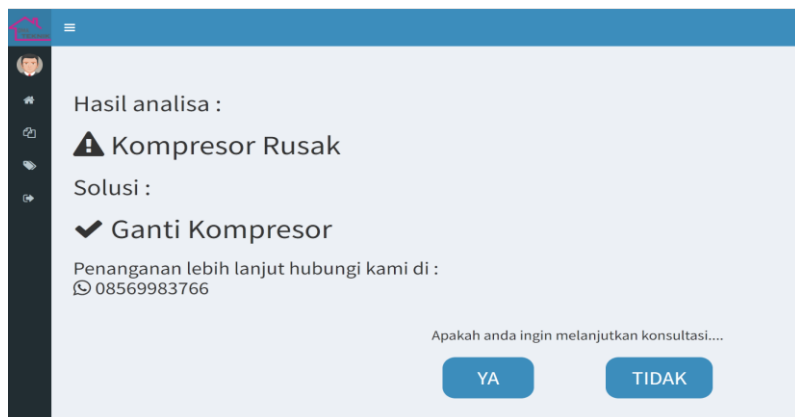 Hasil analisa :
Kompresor Rusak
Solusi :
Ganti Kompresor
Penanganan lebih lanjut hubungi kami di :
08569983766
Apakah anda ingin melanjutkan konsultasi....
YA
TIDAK